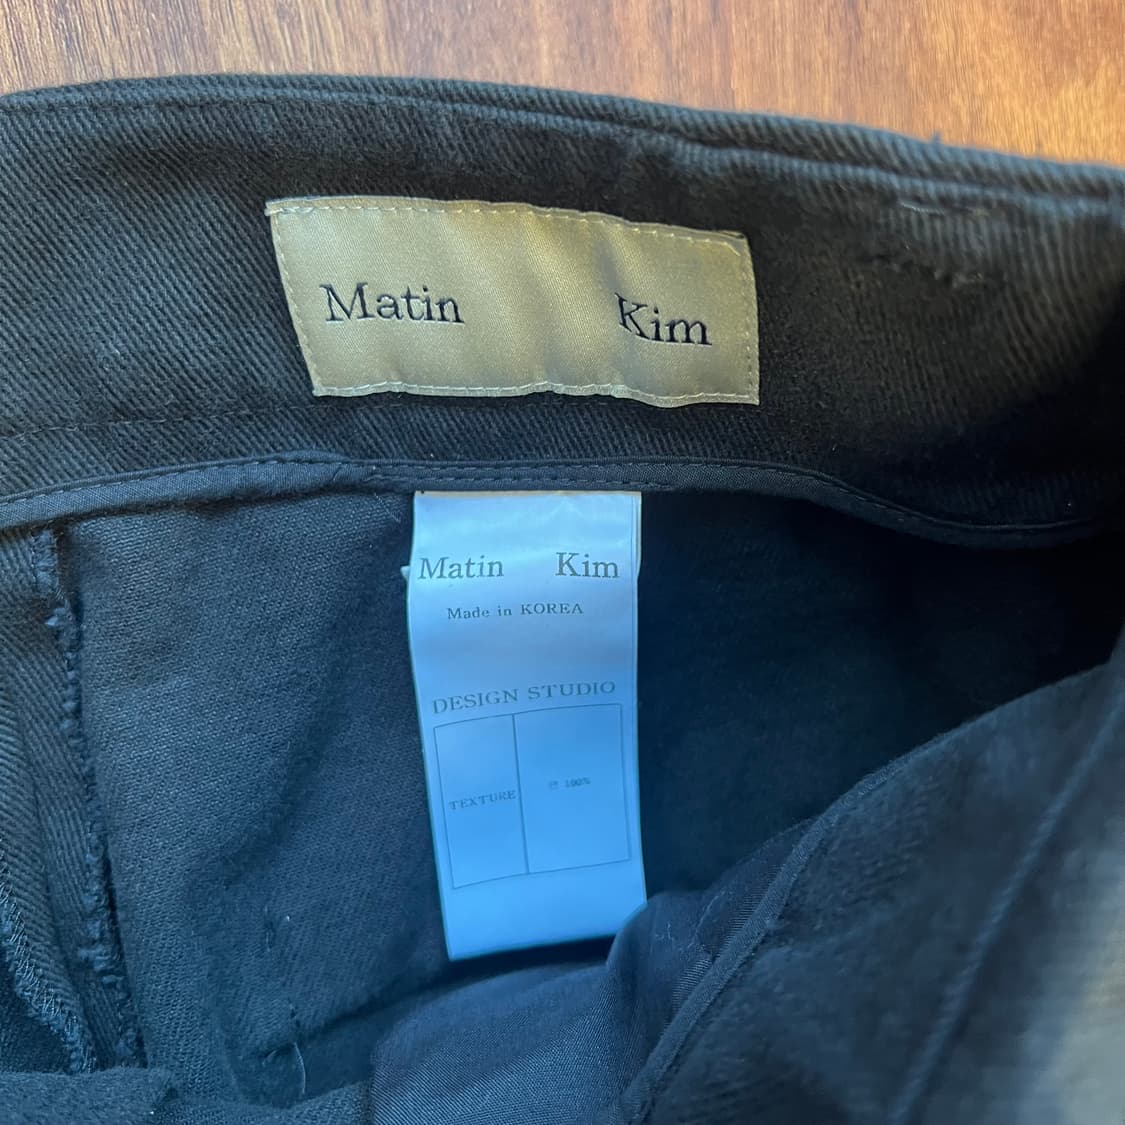 Matin Kim
Matin Kim
Made in KOREA
DESIGN STUDIO
TEXTURE
100%